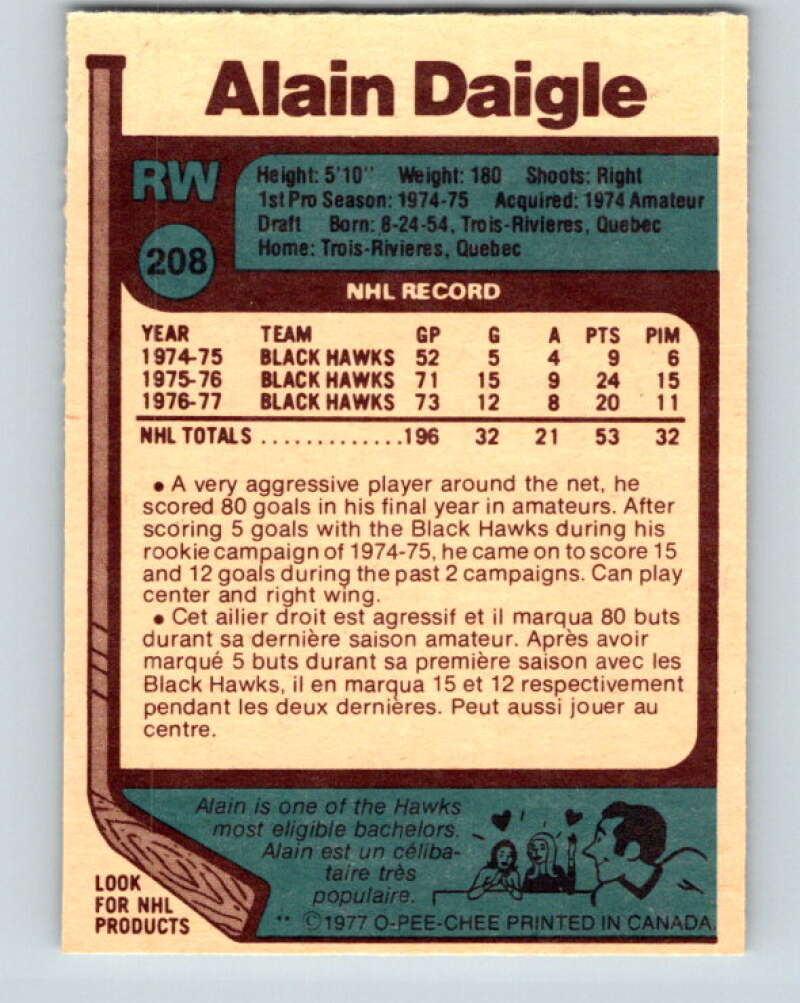 Alain Daigle
RW
208
Height: 5'10" Weight: 180 Shoots: Right
1st Pro Season: 1974-75 Acquired: 1974 Amateur
Draft Born: 8-24-54, Trois-Rivieres, Quebec
Home: Trois-Rivieres, Quebec
NHL RECORD
YEAR TEAM GP G A PTS PIM
1974-75 BLACK HAWKS 52 5 4 9 6
1975-76 BLACK HAWKS 71 15 9 24 15
1976-77 BLACK HAWKS 73 12 8 20 11
NHL TOTALS .............196 32 21 53 32
• A very aggressive player around the net, he
scored 80 goals in his final year in amateurs. After
scoring 5 goals with the Black Hawks during his
rookie campaign of 1974-75, he came on to score 15
and 12 goals during the past 2 campaigns. Can play
center and right wing.
• Cet ailier droit est agressif et il marqua 80 buts
durant sa dernière saison amateur. Après avoir
marqué 5 buts durant sa première saison avec les
Black Hawks, il en marqua 15 et 12 respectivement
pendant les deux dernières. Peut aussi jouer au
centre.
Alain is one of the Hawks
most eligible bachelors.
Alain est un céliba-
taire très
populaire.
LOOK
FOR NHL
PRODUCTS
** ©1977 O-PEE-CHEE PRINTED IN CANADA